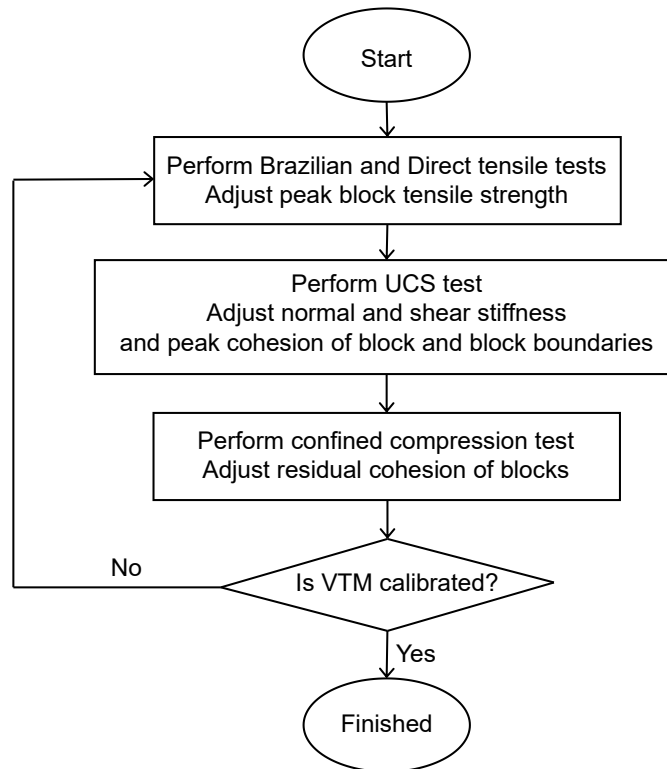 Start
Perform Brazilian and Direct tensile tests
Adjust peak block tensile strength
Perform UCS test
Adjust normal and shear stiffness
and peak cohesion of block and block boundaries
Perform confined compression test
Adjust residual cohesion of blocks
No
Is VTM calibrated?
Yes
Finished